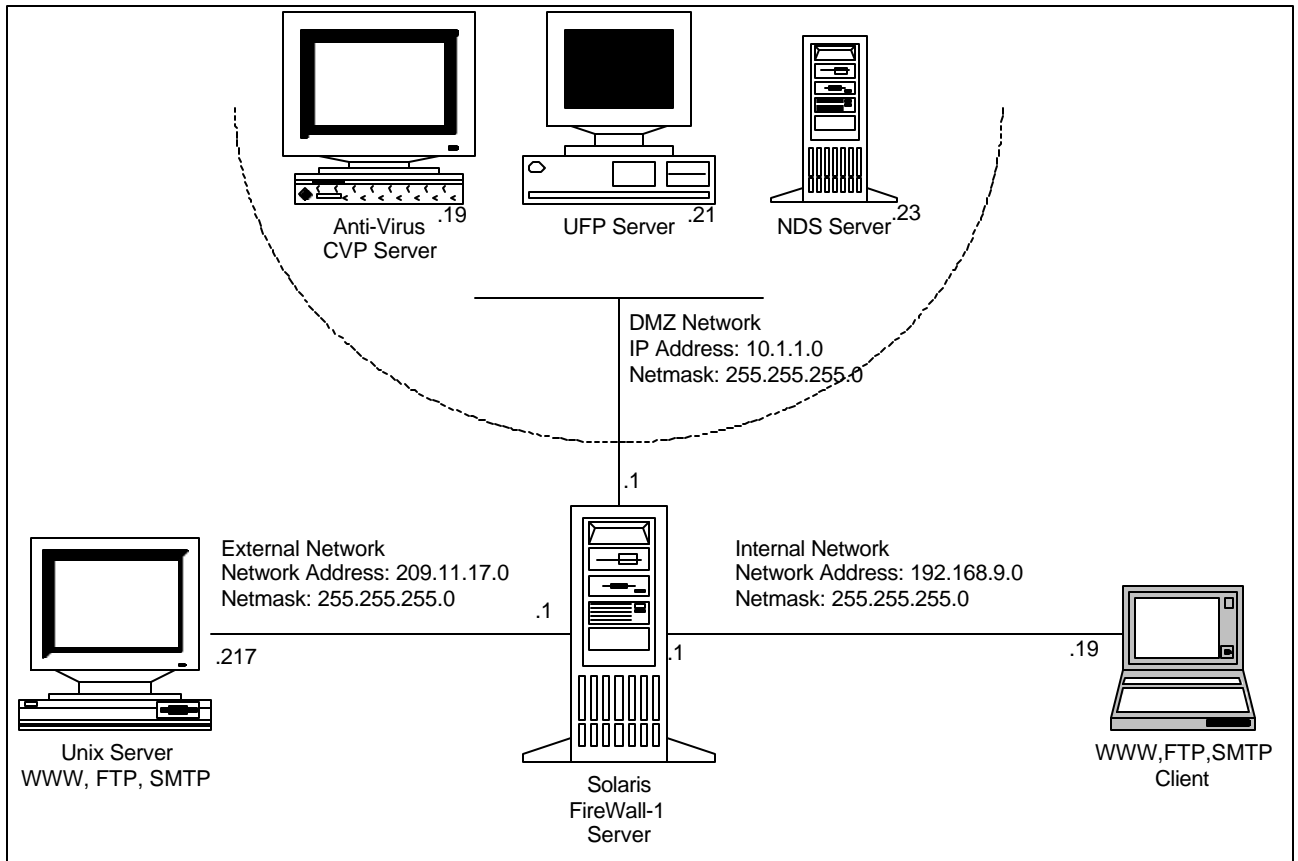 .19
Anti-Virus
CVP Server
.21
UFP Server
.23
NDS Server
DMZ Network
IP Address: 10.1.1.0
Netmask: 255.255.255.0
.1
External Network
Network Address: 209.11.17.0
Netmask: 255.255.255.0
.1
.217
Internal Network
Network Address: 192.168.9.0
Netmask: 255.255.255.0
.1
.19
Unix Server
WWW, FTP, SMTP
Solaris
FireWall-1
Server
WWW,FTP,SMTP
Client